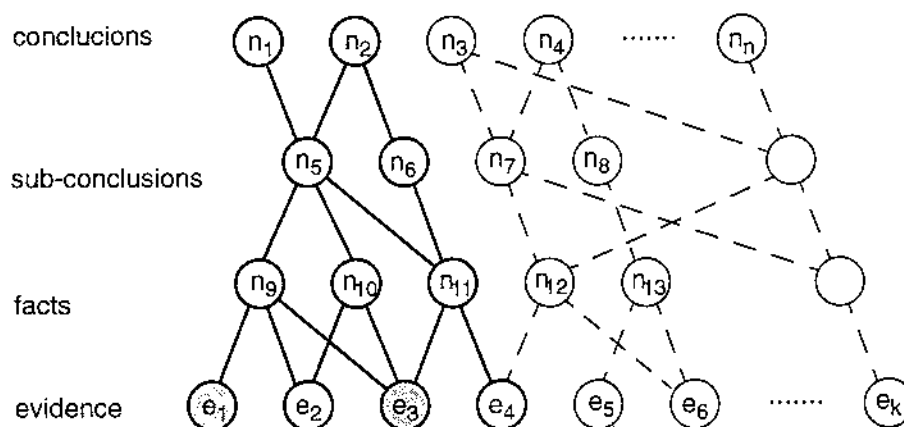 conclucions n1 n2 n3 n4 ........ nn
sub-conclusions n5 n6 n7 n8
facts n9 n10 n11 n12 n13
evidence e1 e2 e3 e4 e5 e6 ........ ek